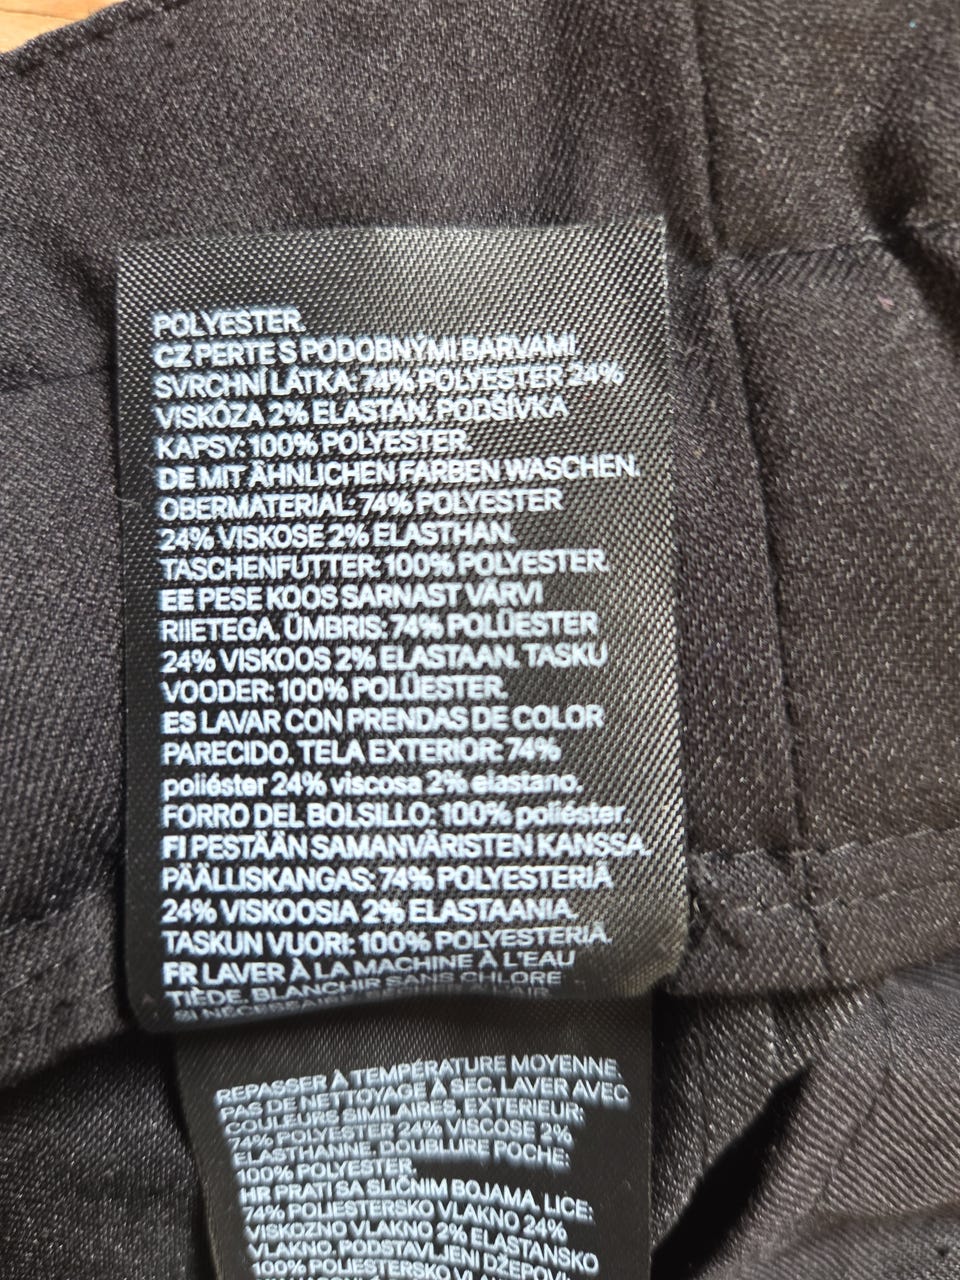 POLYESTER.
CZ PERTE S PODOBNÝMI BARVAMI.
SVRCHNÍ LÁTKA: 74% POLYESTER 24%
VISKÓZA 2% ELASTAN. PODŠÍVKA
KAPSY: 100% POLYESTER.
DE MIT ÄHNLICHEN FARBEN WASCHEN.
OBERMATERIAL: 74% POLYESTER
24% VISKOSE 2% ELASTHAN.
TASCHENFUTTER: 100% POLYESTER.
EE PESE KOOS SARNAST VÄRVI
RIIETEGA. ÜMBRIS: 74% POLÜESTER
24% VISKOOS 2% ELASTAAN. TASKU
VOODER: 100% POLÜESTER.
ES LAVAR CON PRENDAS DE COLOR
PARECIDO. TELA EXTERIOR: 74%
poliéster 24% viscosa 2% elastano.
FORRO DEL BOLSILLO: 100% poliéster.
FI PESTÄÄN SAMANVÄRISTEN KANSSA.
PÄÄLLISKANGAS: 74% POLYESTERIÄ
24% VISKOOSIA 2% ELASTAANIA.
TASKUN VUORI: 100% POLYESTERIÄ.
FR LAVER À LA MACHINE À L'EAU
TIÈDE. BLANCHIR SANS CHLORE
SI NÉCESSAIRE.
REPASSER À TEMPÉRATURE MOYENNE.
PAS DE NETTOYAGE À SEC. LAVER AVEC
COULEURS SIMILAIRES. EXTERIEUR:
74% POLYESTER 24% VISCOSE 2%
ELASTHANNE. DOUBLURE POCHE:
100% POLYESTER.
HR PRATI SA SLIČNIM BOJAMA. LICE:
74% POLIESTERSKO VLAKNO 24%
VISKOZNO VLAKNO 2% ELASTANSKO
VLAKNO. PODSTAVLJENI DŽEPOVI:
100% POLIESTERSKO